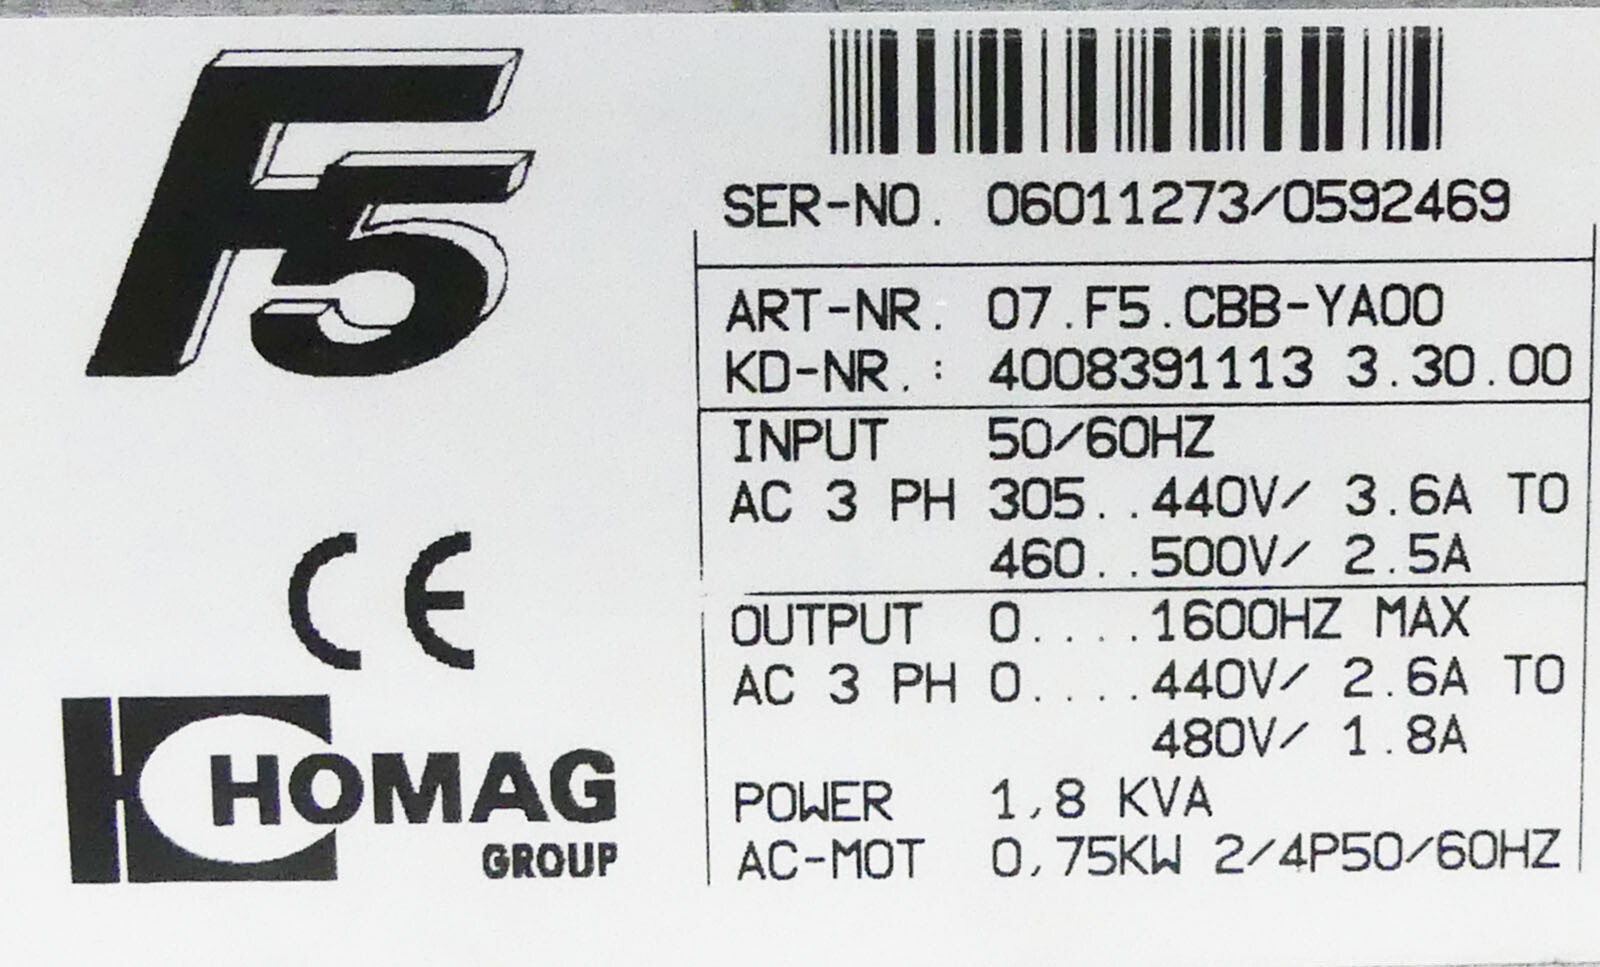 F5
SER-NO. 06011273/0592469
ART-NR. 07.F5.CBB-YA00
KD-NR.: 4008391113 3.30.00
INPUT 50/60HZ
AC 3 PH 305..440V/ 3.6A TO
460..500V/ 2.5A
OUTPUT 0....1600HZ MAX
AC 3 PH 0....440V/ 2.6A TO
480V/ 1.8A
POWER 1,8 KVA
AC-MOT 0,75KW 2/4P50/60HZ
CE
HOMAG
GROUP